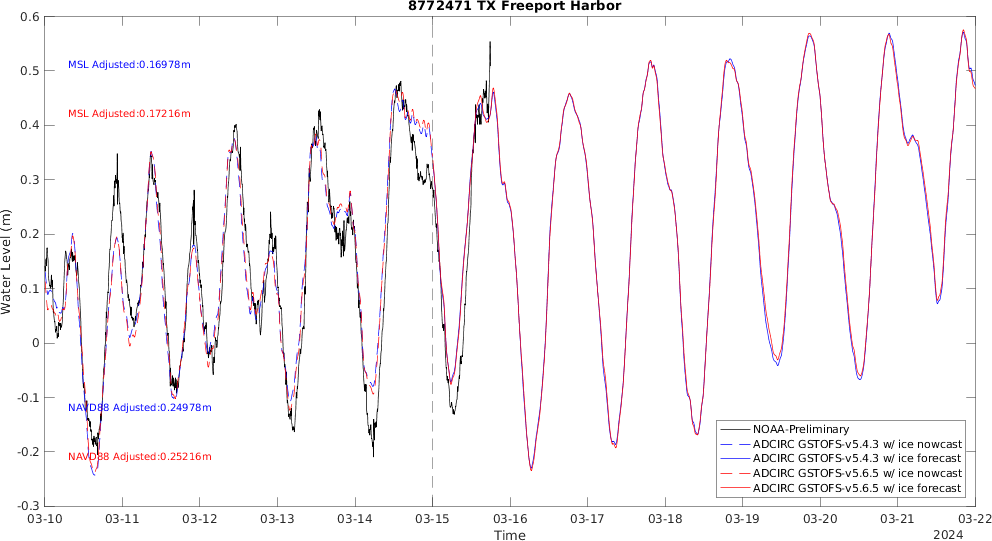 8772471 TX Freeport Harbor
0.6
0.5
0.4
0.3
0.2
0.1
0
-0.1
-0.2
-0.3
Water Level (m)
MSL Adjusted:0.16978m
MSL Adjusted:0.17216m
NAVD88 Adjusted:0.24978m
NAVD88 Adjusted:0.25216m
NOAA-Preliminary
ADCIRC GSTOFS-v5.4.3 w/ ice nowcast
ADCIRC GSTOFS-v5.4.3 w/ ice forecast
ADCIRC GSTOFS-v5.6.5 w/ ice nowcast
ADCIRC GSTOFS-v5.6.5 w/ ice forecast
03-10 03-11 03-12 03-13 03-14 03-15 03-16 03-17 03-18 03-19 03-20 03-21 03-22
Time
2024